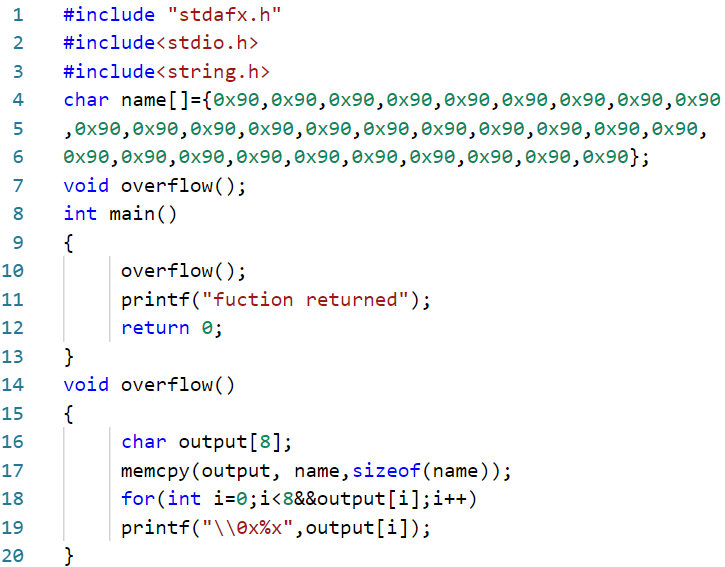 1 #include "stdafx.h"
2 #include<stdio.h>
3 #include<string.h>
4 char name[]={0x90,0x90,0x90,0x90,0x90,0x90,0x90,0x90,0x90
5 ,0x90,0x90,0x90,0x90,0x90,0x90,0x90,0x90,0x90,0x90,0x90,
6 0x90,0x90,0x90,0x90,0x90,0x90,0x90,0x90,0x90,0x90};
7 void overflow();
8 int main()
9 {
10 overflow();
11 printf("fuction returned");
12 return 0;
13 }
14 void overflow()
15 {
16 char output[8];
17 memcpy(output, name,sizeof(name));
18 for(int i=0;i<8&&output[i];i++)
19 printf("\\0x%x",output[i]);
20 }